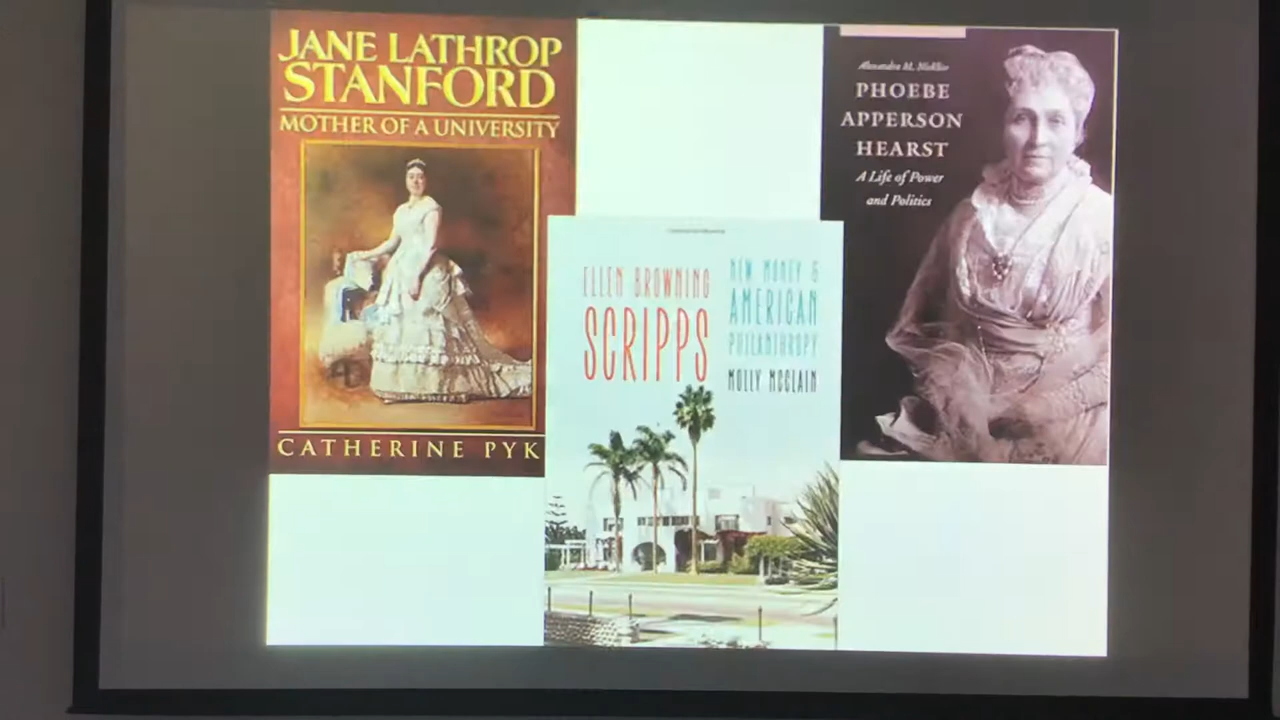 JANE LATHROP
STANFORD
MOTHER OF A UNIVERSITY
CATHERINE PYK
ELLEN BROWNING
SCRIPPS
NEW MONEY &
AMERICAN
PHILANTHROPY
MOLLY MCCLAIN
Alexandra M. Nickliss
PHOEBE
APPERSON
HEARST
A Life of Power
and Politics